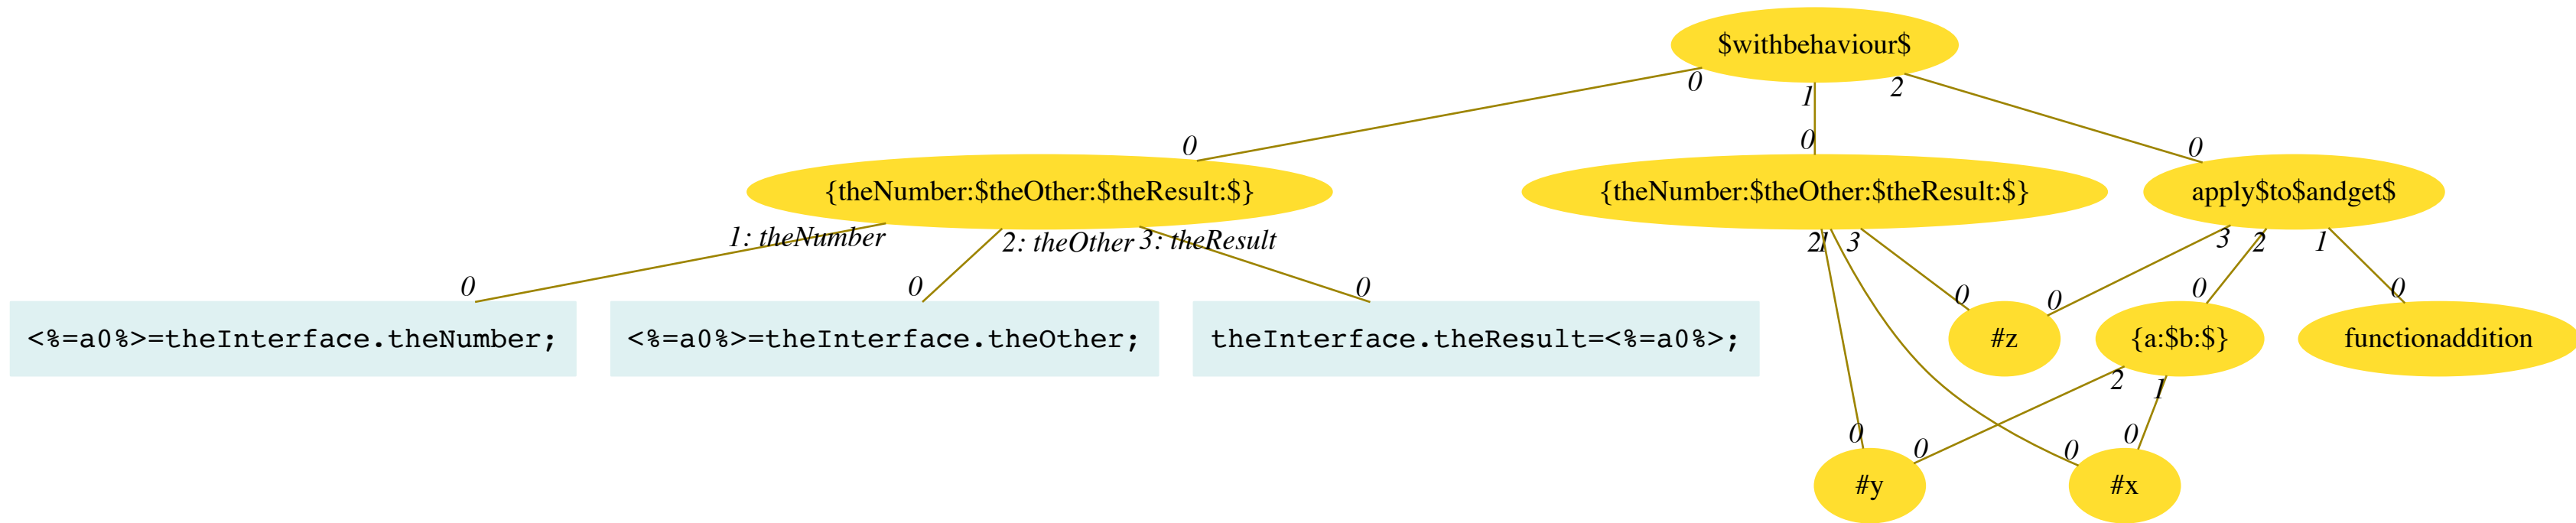 $withbehaviour$
0 1 2
0 0 0
{theNumber:$theOther:$theResult:$} {theNumber:$theOther:$theResult:$} apply$to$andget$
1: theNumber 2: theOther 3: theResult 2 1 3 3 2 1
0 0 0 0 0 0 0
<%=a0%>=theInterface.theNumber; <%=a0%>=theInterface.theOther; theInterface.theResult=<%=a0%>; #z {a:$b:$} functionaddition
2 1
0 0 0 0
#y #x